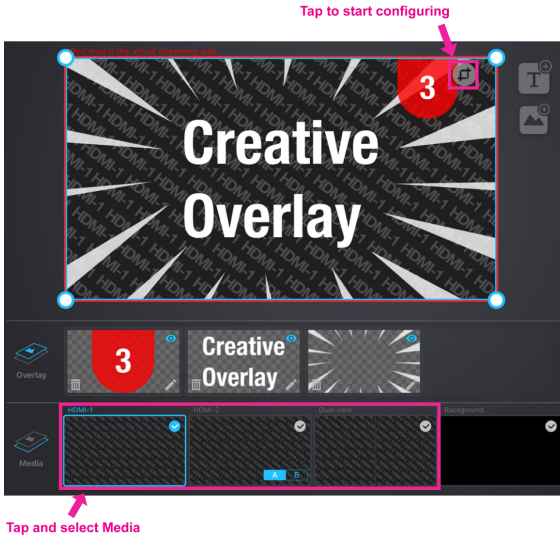 Tap to start configuring
Red area is the actual streaming area
3
T
Creative
Overlay
Overlay
3
Creative
Overlay
HDMI-1
HDMI-2
Dual-view
Background
Media
A B
Tap and select Media